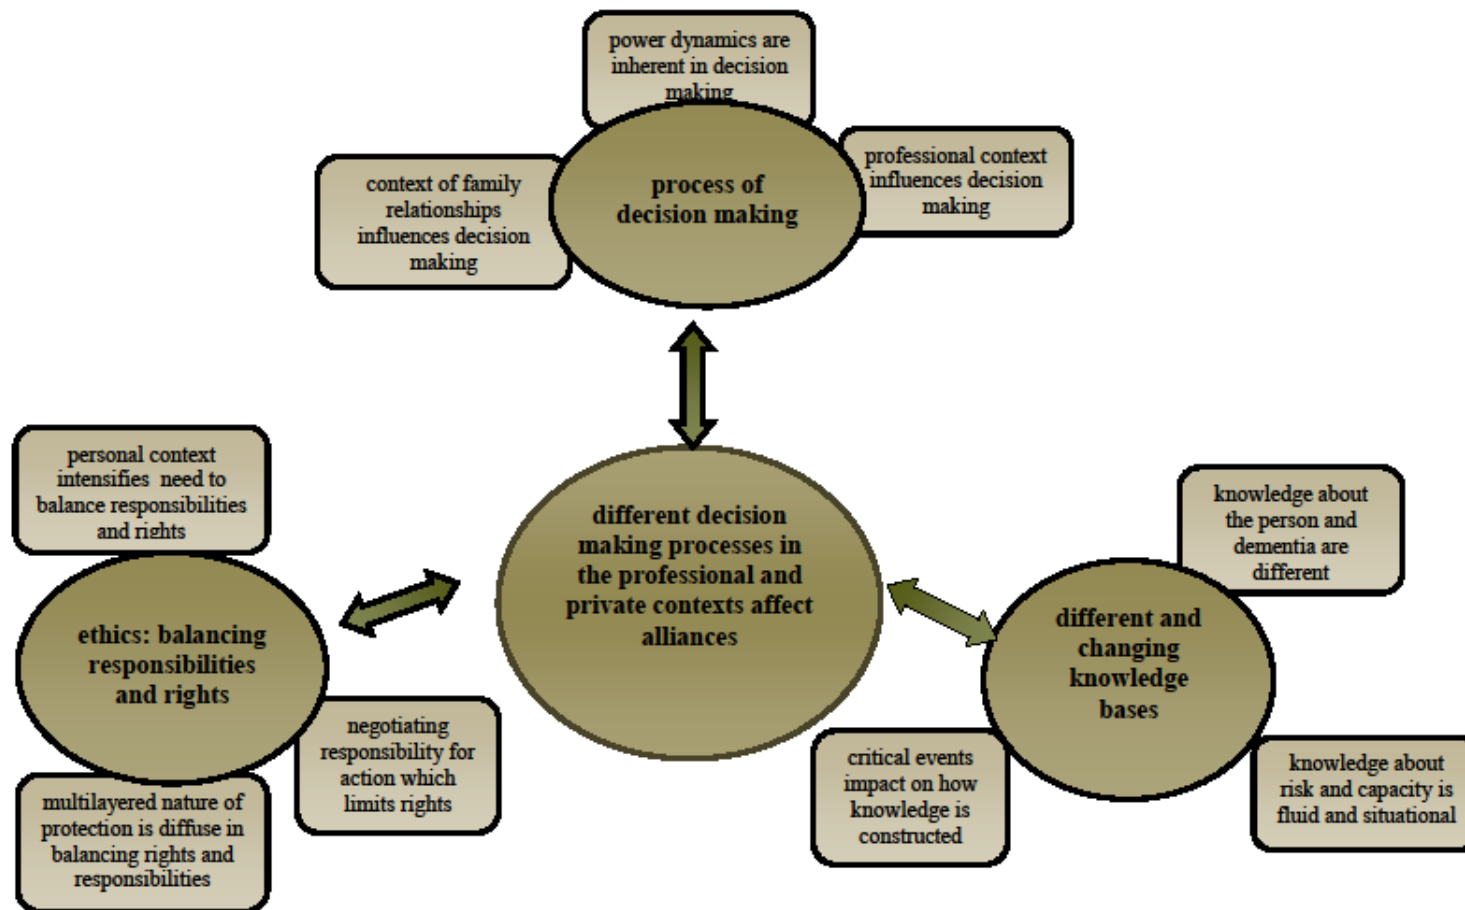 power dynamics are
inherent in decision
making
context of family
relationships
influences decision
making
process of
decision making
professional context
influences decision
making
personal context
intensifies need to
balance responsibilities
and rights
ethics: balancing
responsibilities
and rights
negotiating
responsibility for
action which
limits rights
multilayered nature of
protection is diffuse in
balancing rights and
responsibilities
different decision
making processes in
the professional and
private contexts affect
alliances
knowledge about
the person and
dementia are
different
different and
changing
knowledge
bases
critical events
impact on how
knowledge is
constructed
knowledge about
risk and capacity is
fluid and situational